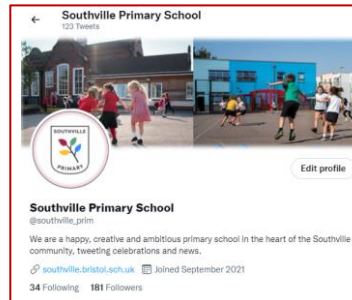 Southville Primary School
123 Tweets
SOUTHVILLE
PRIMARY
Edit profile
Southville Primary School
@southville_prim
We are a happy, creative and ambitious primary school in the heart of the Southville
community, tweeting celebrations and news.
southville.bristol.sch.uk Joined September 2021
34 Following 181 Followers